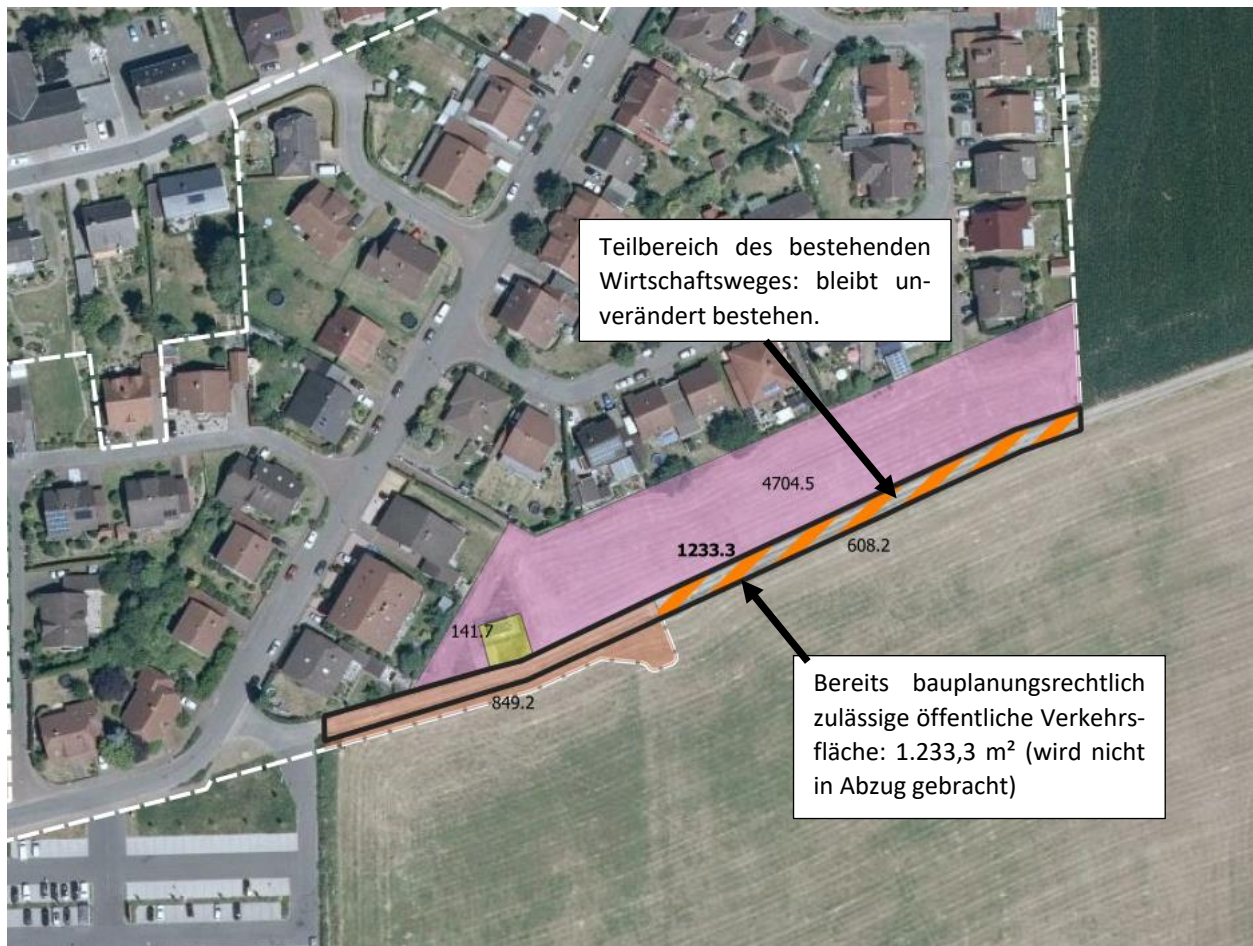 Teilbereich des bestehenden
Wirtschaftsweges: bleibt un-
verändert bestehen.
4704.5
1233.3
608.2
141.7
849.2
Bereits bauplanungsrechtlich
zulässige öffentliche Verkehrs-
fläche: 1.233,3 m² (wird nicht
in Abzug gebracht)